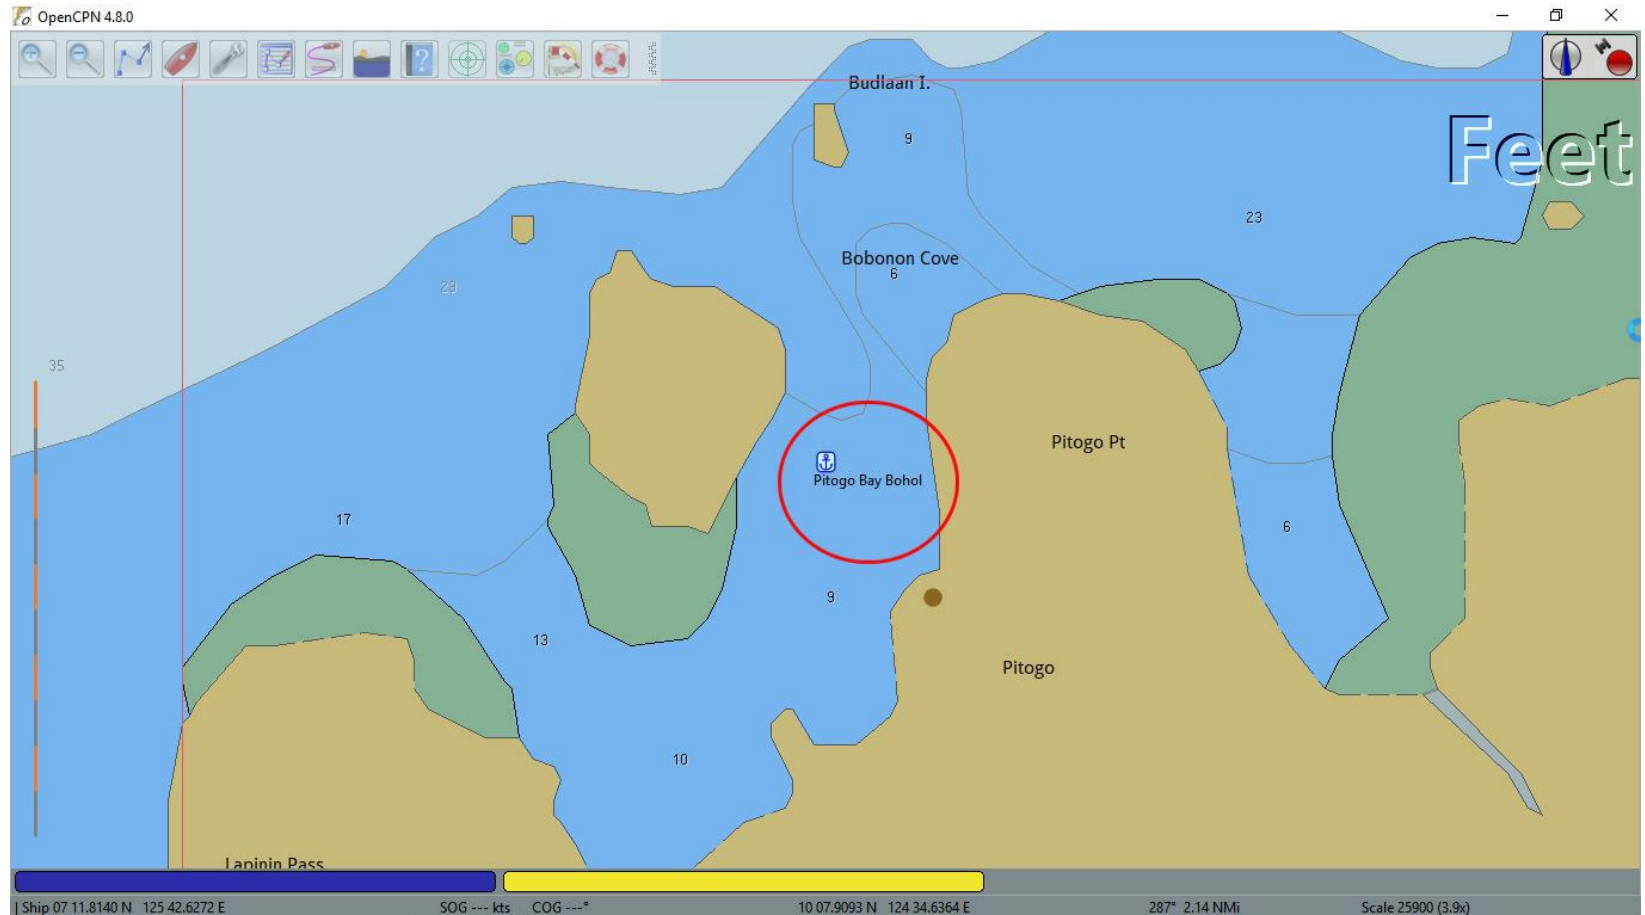 OpenCPN 4.8.0
Budlaan I.
9
Feet
23
Bobonon Cove
6
29
35
Pitogo Pt
Pitogo Bay Bohol
17
6
9
13
Pitogo
10
Lapinin Pass
Ship 07 11.8140 N 125 42.6272 E SOG --- kts COG ---° 10 07.9093 N 124 34.6364 E 287° 2.14 NMi Scale 25900 (3.9x)